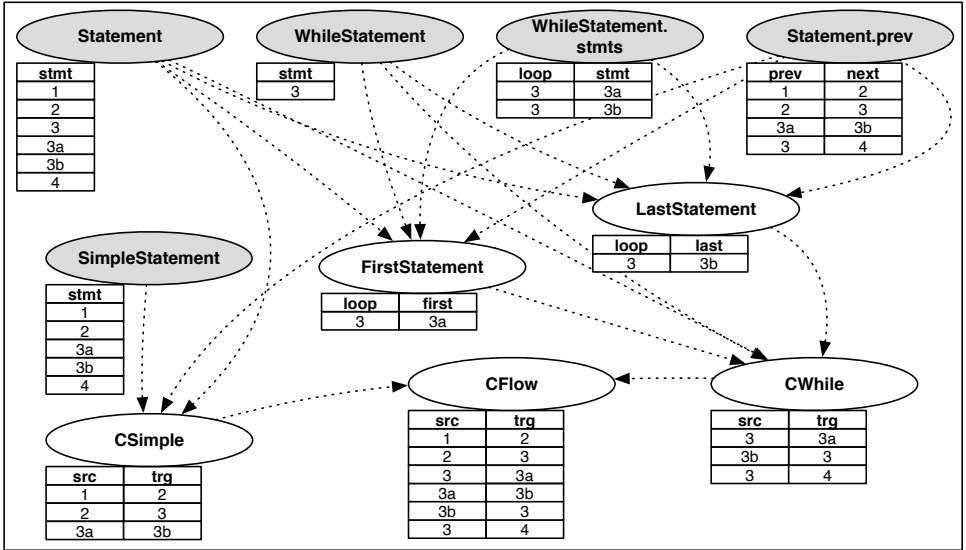 Statement
stmt
1
2
3
3a
3b
4
WhileStatement
stmt
3
WhileStatement.
stmts
loop stmt
3 3a
3 3b
Statement.prev
prev next
1 2
2 3
3a 3b
3 4
LastStatement
loop last
3 3b
SimpleStatement
stmt
1
2
3a
3b
4
FirstStatement
loop first
3 3a
CFlow
src trg
1 2
2 3
3 3a
3a 3b
3b 3
3 4
CWhile
src trg
3 3a
3b 3
3 4
CSimple
src trg
1 2
2 3
3a 3b